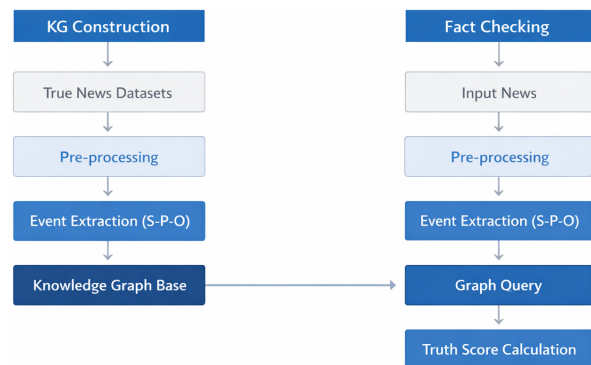 KG Construction
True News Datasets
Pre-processing
Event Extraction (S-P-O)
Knowledge Graph Base
Fact Checking
Input News
Pre-processing
Event Extraction (S-P-O)
Graph Query
Truth Score Calculation